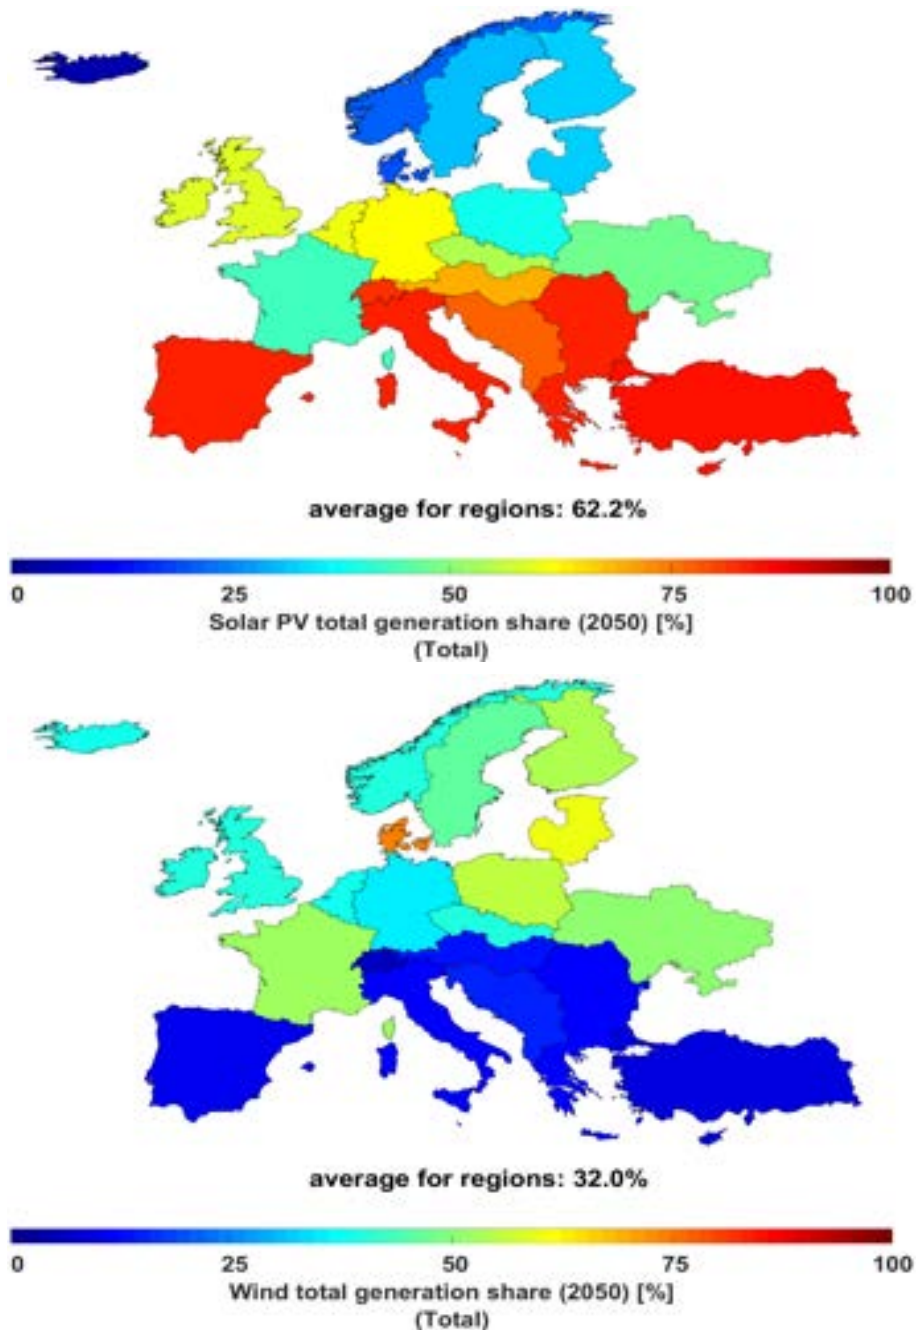 average for regions: 62.2%
0 25 50 75 100
Solar PV total generation share (2050) [%]
(Total)
average for regions: 32.0%
0 25 50 75 100
Wind total generation share (2050) [%]
(Total)